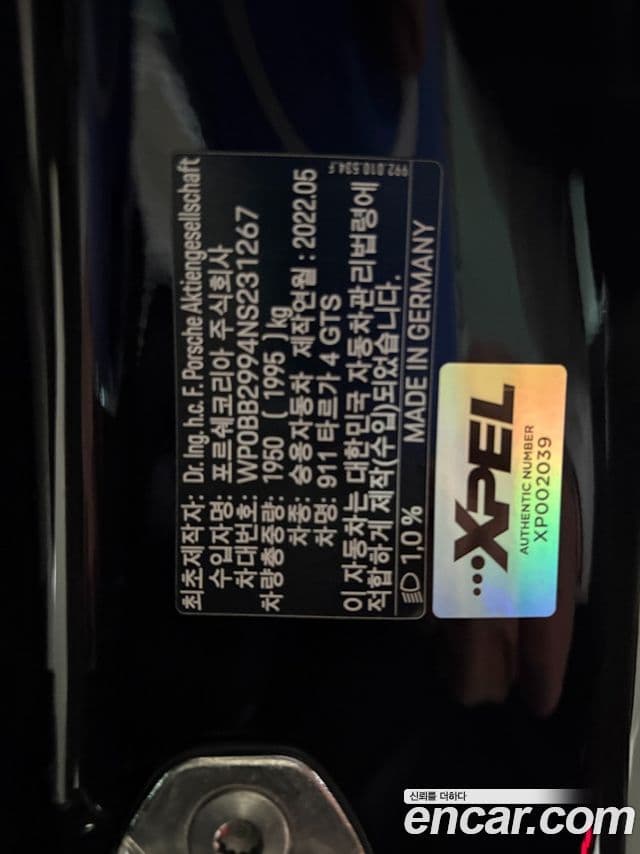 992.010.534.F
최초제작자: Dr. Ing. h.c. F. Porsche Aktiengesellschaft
수입자명: 포르쉐코리아 주식회사
차대번호: WP0BB2994NS231267
차량총중량: 1950 ( 1995 ) kg
차종: 승용자동차 제작연월 : 2022.05
차명: 911 타르가 4 GTS
이 자동차는 대한민국 자동차관리법령에
적합하게 제작(수입)되었습니다.
1,0 % MADE IN GERMANY
XPEL
AUTHENTIC NUMBER
XP002039
신뢰를 더하다
encar.com